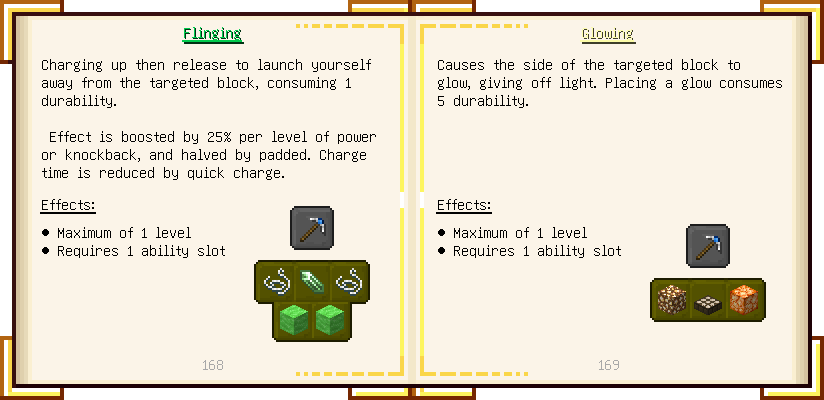 Flinging
Charging up then release to launch yourself
away from the targeted block, consuming 1
durability.
Effect is boosted by 25% per level of power
or knockback, and halved by padded. Charge
time is reduced by quick charge.
Effects:
● Maximum of 1 level
● Requires 1 ability slot
168
Glowing
Causes the side of the targeted block to
glow, giving off light. Placing a glow consumes
5 durability.
Effects:
● Maximum of 1 level
● Requires 1 ability slot
169